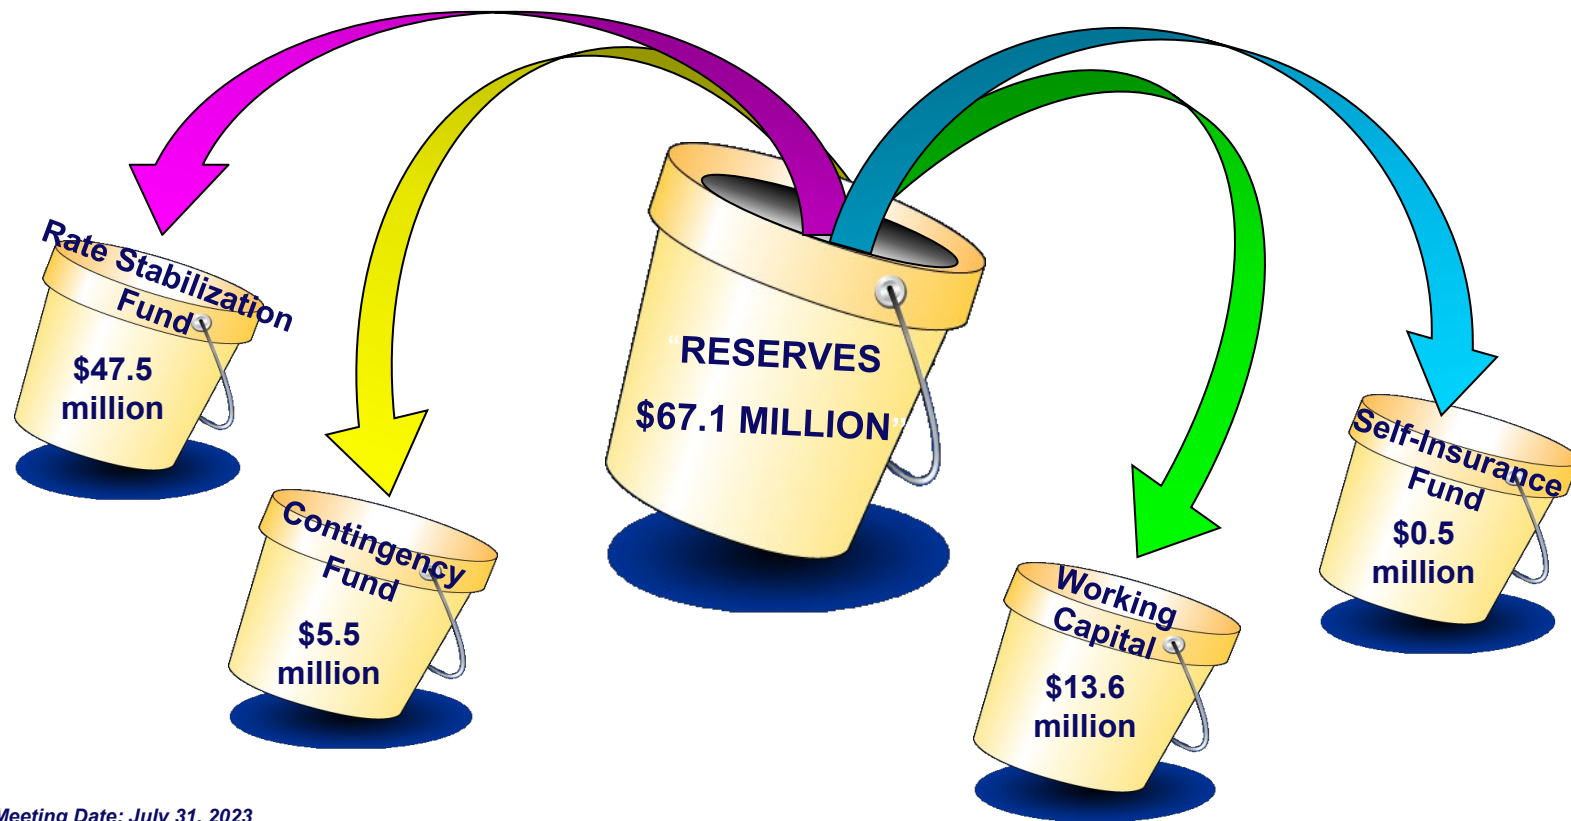 Rate Stabilization
Fund
$47.5
million
Contingency
Fund
$5.5
million
“RESERVES
$67.1 MILLION”
Working
Capital
$13.6
million
Self-Insurance
Fund
$0.5
million
Meeting Date: July 31, 2023